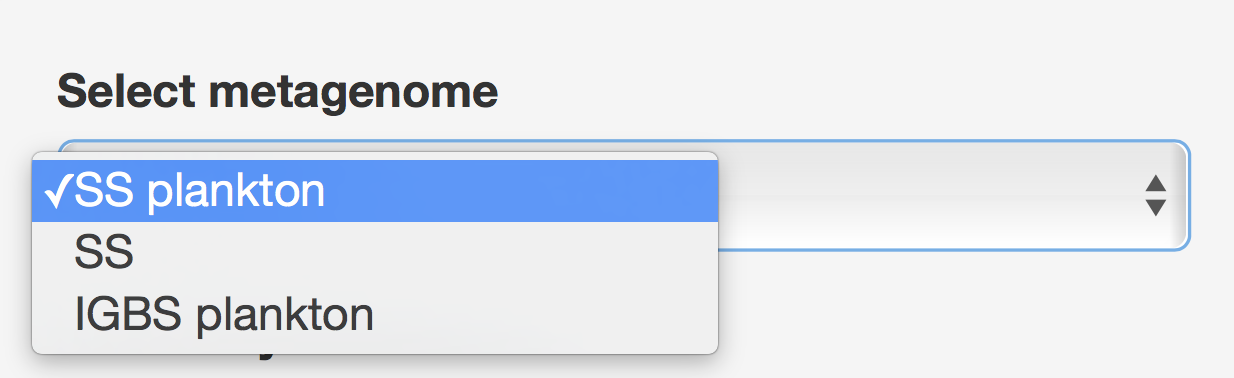 Select metagenome
✓SS plankton
SS
IGBS plankton